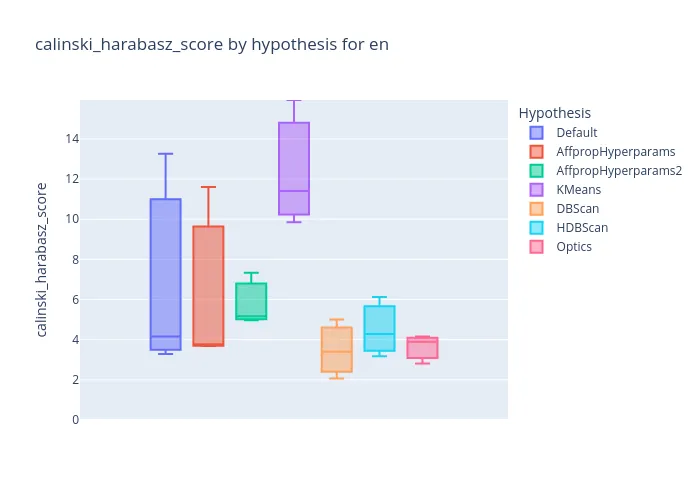 calinski_harabasz_score by hypothesis for en
Hypothesis
Default
AffpropHyperparams
AffpropHyperparams2
KMeans
DBScan
HDBScan
Optics
calinski_harabasz_score
14
12
10
8
6
4
2
0